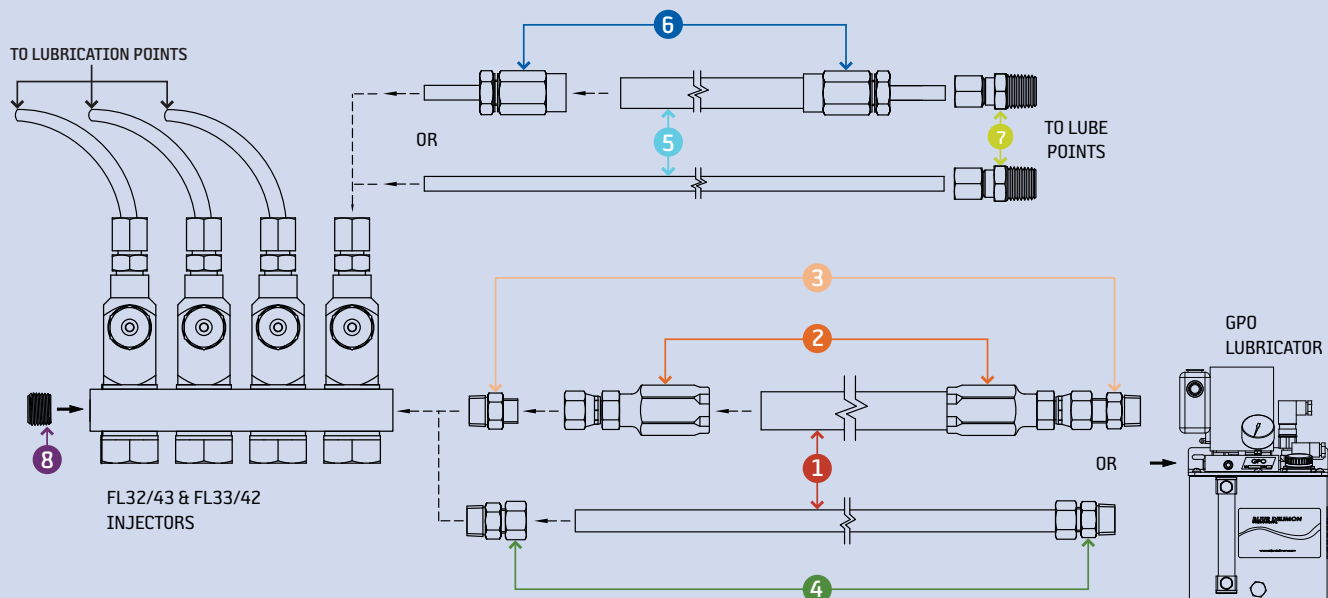 6
TO LUBRICATION POINTS
OR
5
7
TO LUBE
POINTS
3
2
GPO
LUBRICATOR
8
1
OR
GPO
FL32/43 & FL33/42
INJECTORS
4